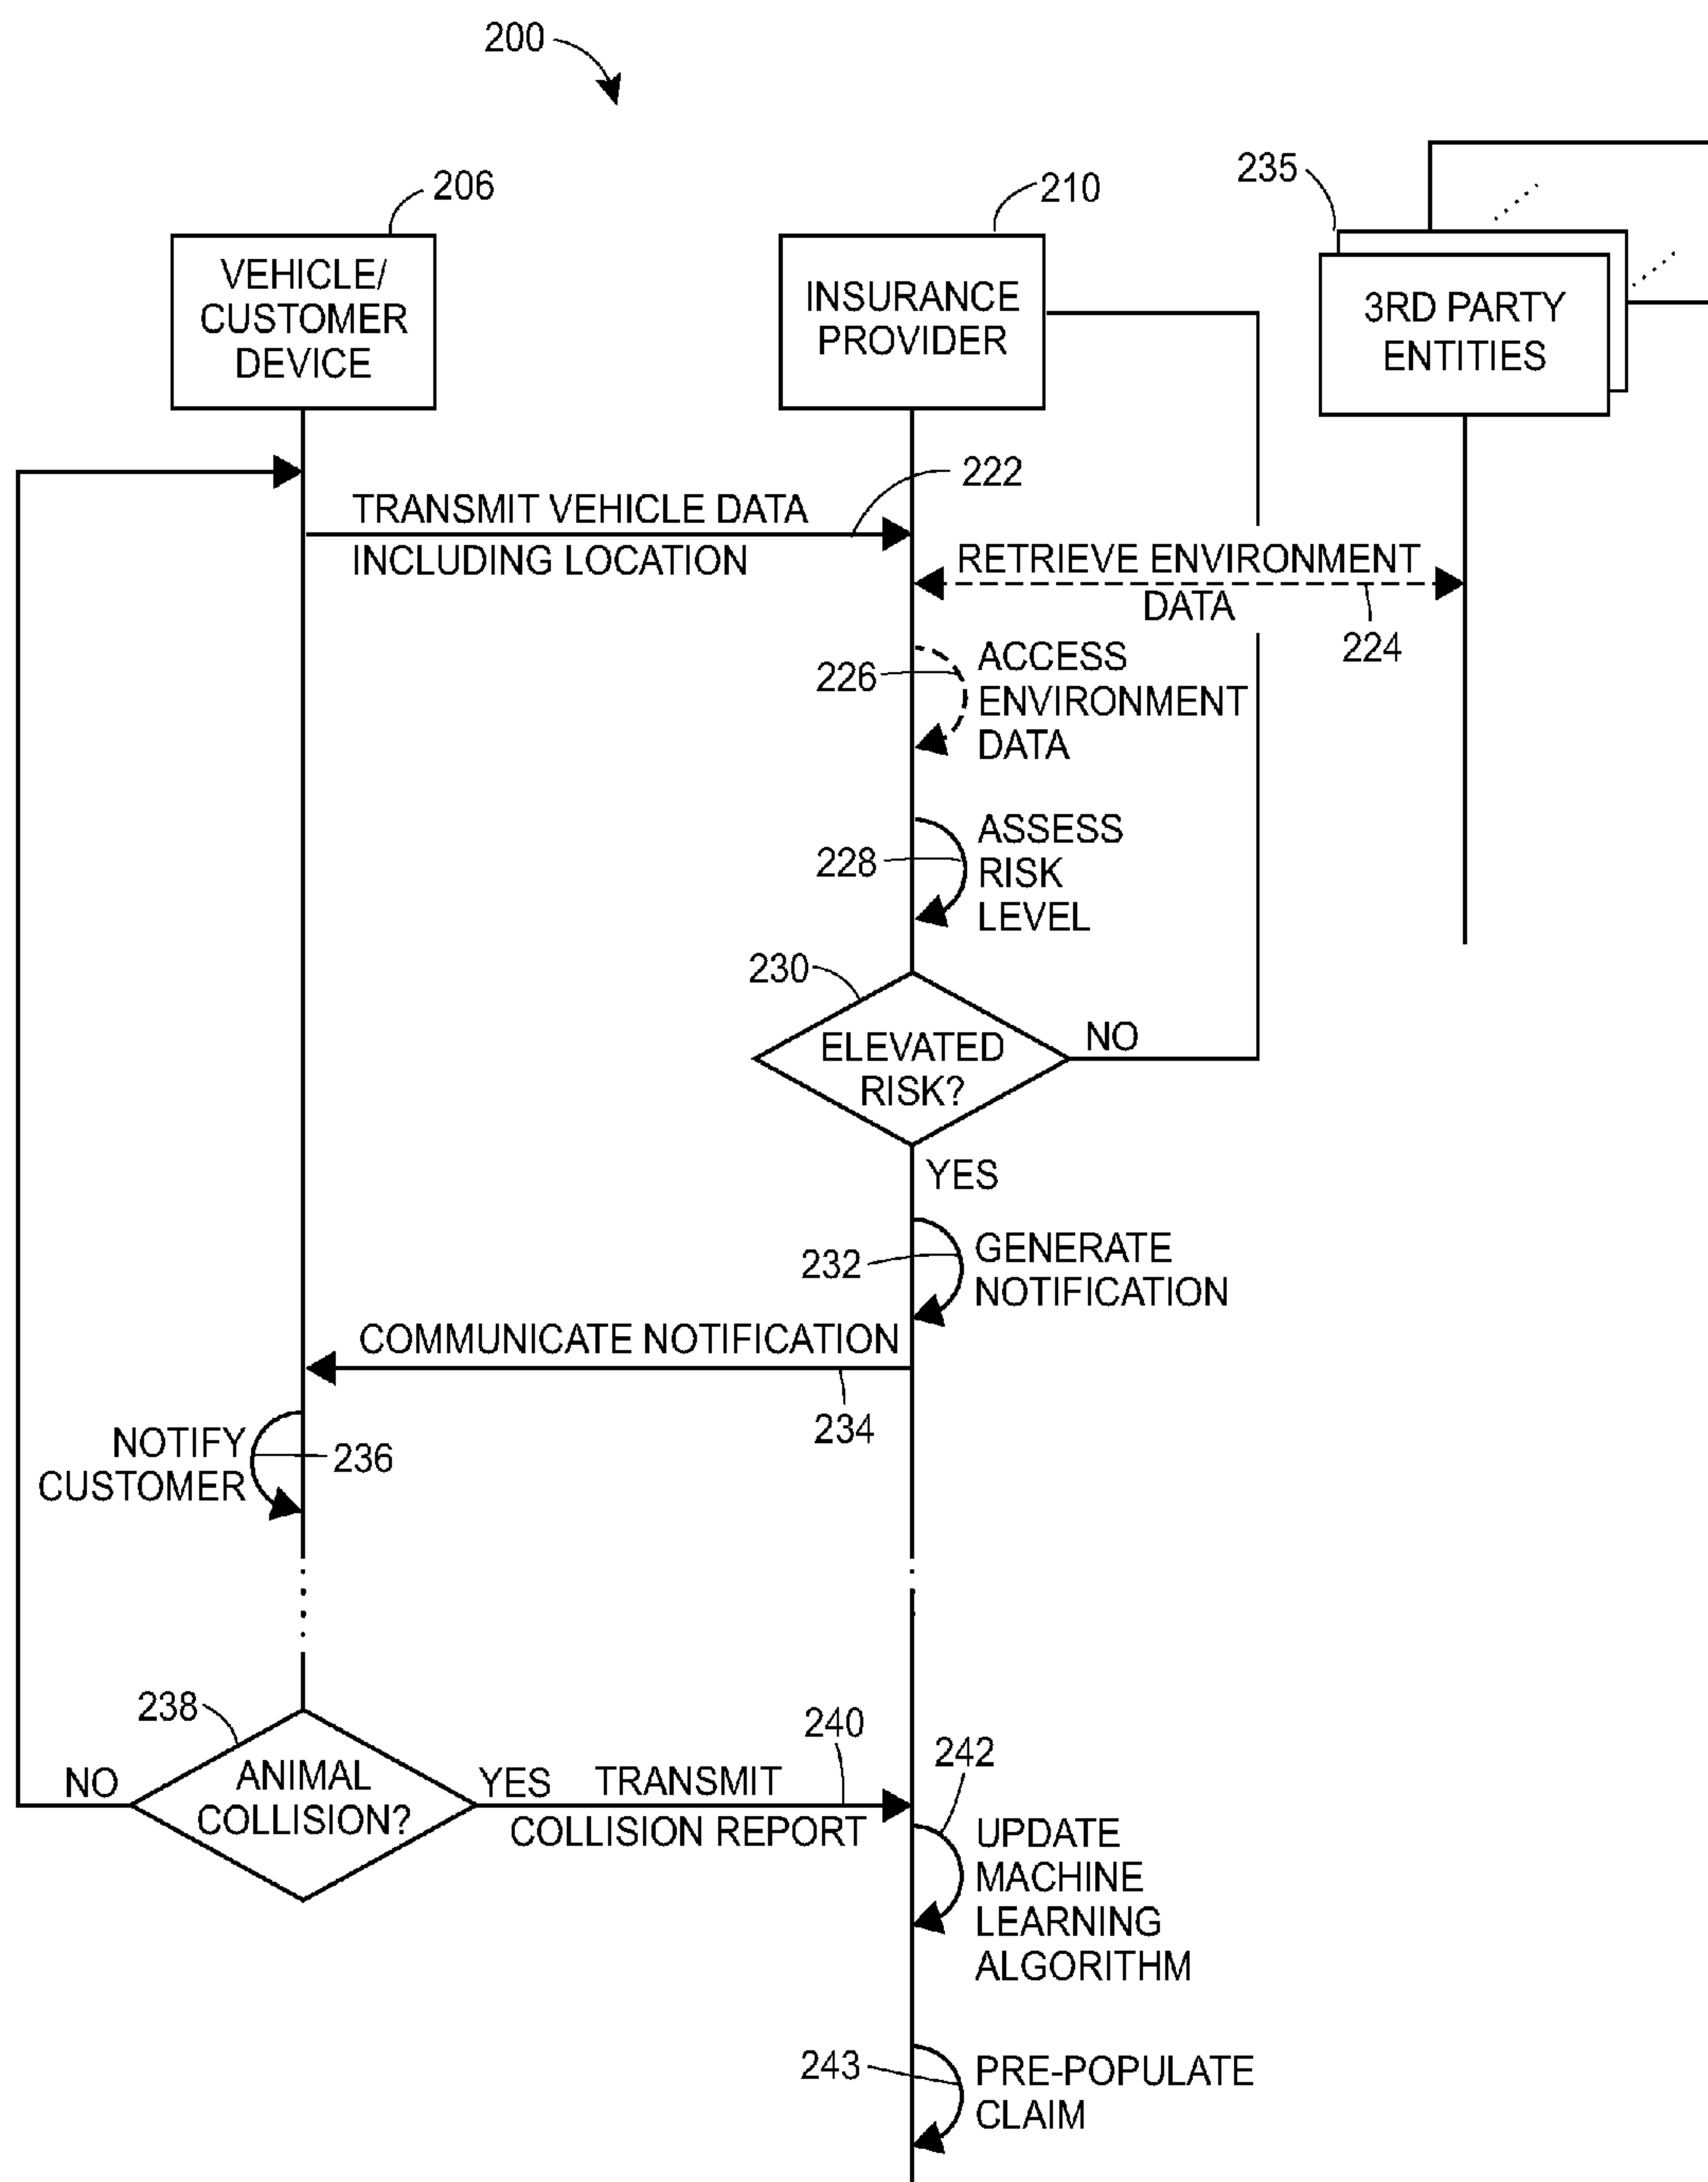 200
206
210
235
VEHICLE/
CUSTOMER
DEVICE
INSURANCE
PROVIDER
3RD PARTY
ENTITIES
222
TRANSMIT VEHICLE DATA
INCLUDING LOCATION
RETRIEVE ENVIRONMENT
DATA
224
226
ACCESS
ENVIRONMENT
DATA
228
ASSESS
RISK
LEVEL
230
ELEVATED
RISK?
NO
YES
232
GENERATE
NOTIFICATION
COMMUNICATE NOTIFICATION
234
NOTIFY
CUSTOMER
236
238
ANIMAL
COLLISION?
NO
YES
TRANSMIT
COLLISION REPORT
240
242
UPDATE
MACHINE
LEARNING
ALGORITHM
243
PRE-POPULATE
CLAIM